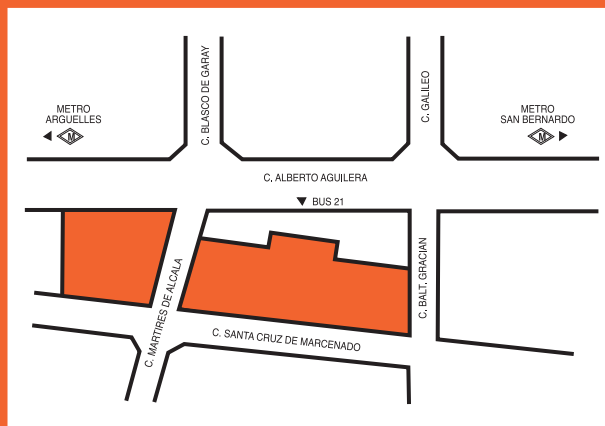 METRO
ARGUELLES
M
C. BLASCO DE GARAY
C. GALILEO
METRO
SAN BERNARDO
M
C. ALBERTO AGUILERA
BUS 21
C. MARTIRES DE ALCALA
C. BALT. GRACIAN
C. SANTA CRUZ DE MARCENADO